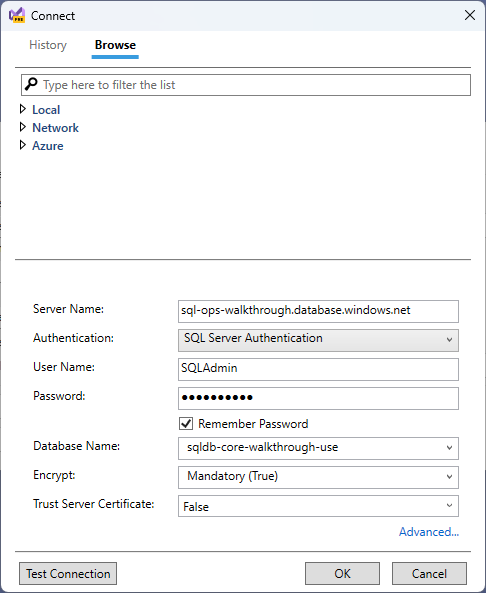 Connect
History Browse
Type here to filter the list
Local
Network
Azure
Server Name: sql-ops-walkthrough.database.windows.net
Authentication: SQL Server Authentication
User Name: SQLAdmin
Password: ●●●●●●●●●●
Remember Password
Database Name: sqldb-core-walkthrough-use
Encrypt: Mandatory (True)
Trust Server Certificate: False
Advanced...
Test Connection OK Cancel